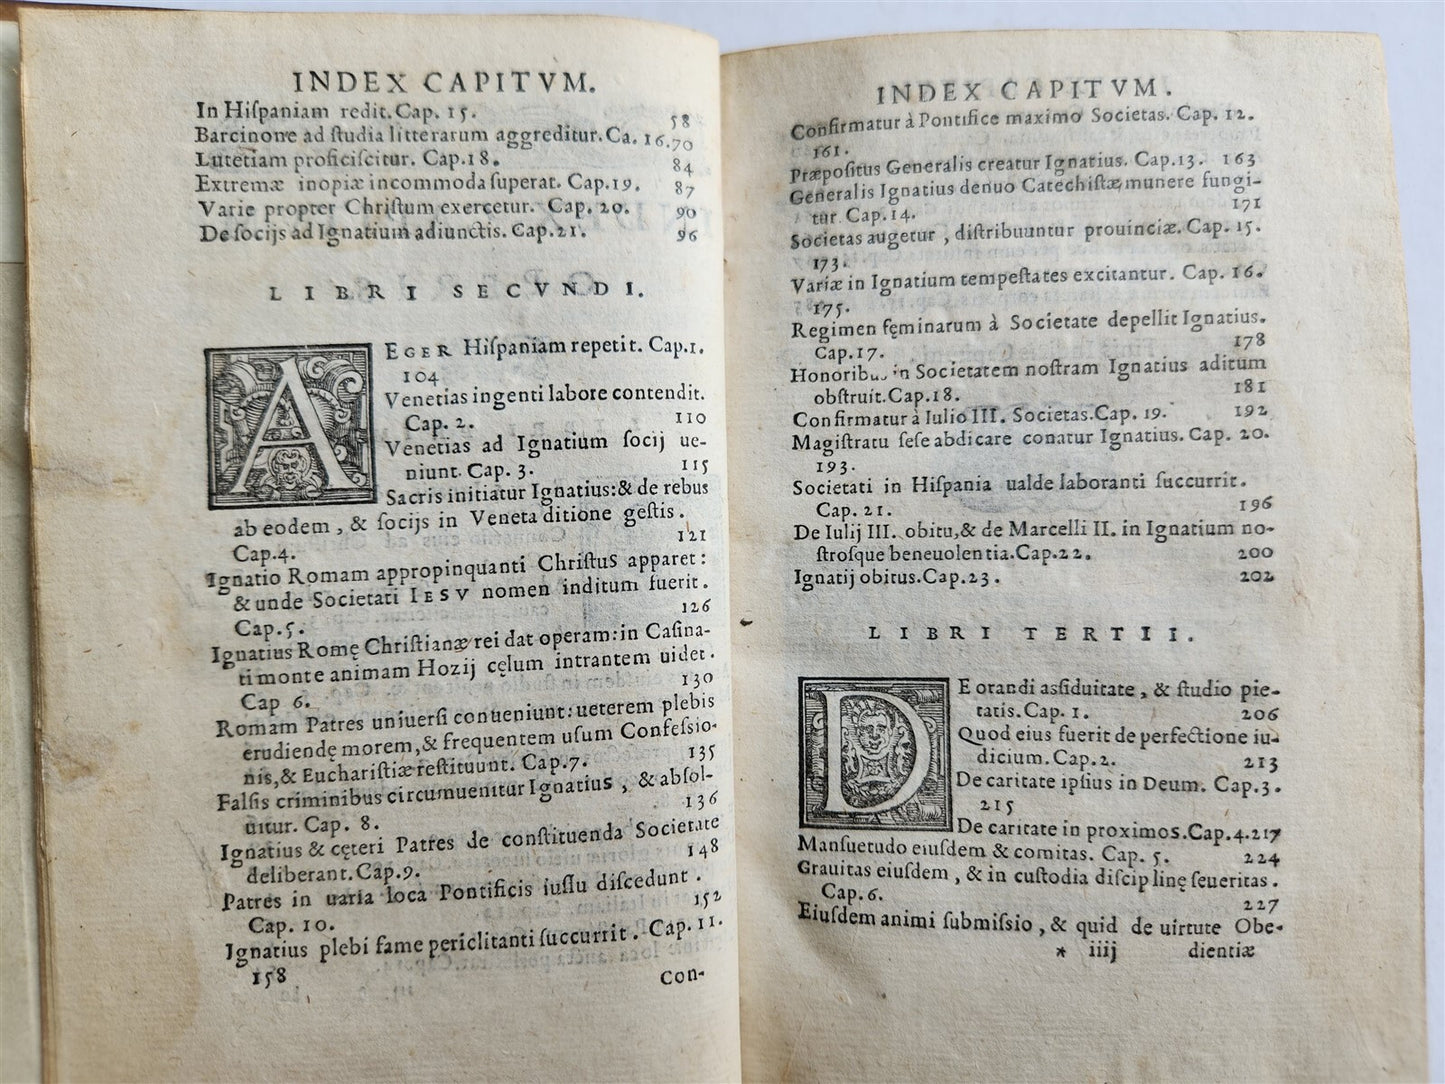 INDEX CAPITVM.
In Hiſpaniam redit. Cap. 15. 58
Barcinone ad ſtudia litterarum aggreditur. Ca. 16. 70
Lutetiam proficiſcitur. Cap. 18. 84
Extremæ inopiæ incommoda ſuperat. Cap. 19. 87
Varie propter Chriſtum exercetur. Cap. 20. 90
De ſocijs ad Ignatium adiunctis. Cap. 21. 96
LIBRI SECVNDI.
AEGER Hiſpaniam repetit. Cap. 1.
104
Venetias ingenti labore contendit.
Cap. 2. 110
Venetias ad Ignatium ſocij ue-
niunt. Cap. 3. 115
Sacris initiatur Ignatius: & de rebus
ab eodem, & ſocijs in Veneta ditione geſtis.
Cap. 4. 121
Ignatio Romam appropinquanti Chriſtus apparet:
& unde Societati IESV nomen inditum fuerit.
Cap. 5. 126
Ignatius Romę Chriſtianæ rei dat operam: in Caſina-
ti monte animam Hozij cęlum intrantem uidet.
Cap 6. 130
Romam Patres uniuerſi conueniunt: ueterem plebis
erudiendę morem, & frequentem uſum Confeſsio-
nis, & Euchariſtiæ reſtituunt. Cap. 7. 135
Falſis criminibus circumuenitur Ignatius, & abſol-
uitur. Cap. 8. 136
Ignatius & cęteri Patres de conſtituenda Societate
deliberant. Cap. 9. 148
Patres in uaria loca Pontificis iuſſu diſcedunt.
Cap. 10. 152
Ignatius plebi fame periclitanti ſuccurrit. Cap. 11.
158 Con-
INDEX CAPITVM.
Confirmatur à Pontifice maximo Societas. Cap. 12.
161.
Præpoſitus Generalis creatur Ignatius. Cap. 13. 163
Generalis Ignatius denuo Catechiſtæ munere fungi-
tur. Cap. 14. 171
Societas augetur, diſtribuuntur prouinciæ. Cap. 15.
173.
Variæ in Ignatium tempeſtates excitantur. Cap. 16.
175.
Regimen fęminarum à Societate depellit Ignatius.
Cap. 17. 178
Honoribus in Societatem noſtram Ignatius aditum
obſtruit. Cap. 18. 181
Confirmatur à Iulio III. Societas. Cap. 19. 192
Magiſtratu ſeſe abdicare conatur Ignatius. Cap. 20.
193.
Societati in Hiſpania ualde laboranti ſuccurrit.
Cap. 21. 196
De Iulij III. obitu, & de Marcelli II. in Ignatium no-
ſtroſque beneuolentia. Cap. 22. 200
Ignatij obitus. Cap. 23. 202
LIBRI TERTII.
DE orandi aſsiduitate, & ſtudio pie-
tatis. Cap. 1. 206
Quod eius fuerit de perfectione iu-
dicium. Cap. 2. 213
De caritate ipſius in Deum. Cap. 3.
215
De caritate in proximos. Cap. 4. 217
Manſuetudo eiuſdem & comitas. Cap. 5. 224
Grauitas eiuſdem, & in cuſtodia diſciplinę ſeueritas.
Cap. 6. 227
Eiuſdem animi ſubmiſsio, & quid de uirtute Obe-
* iiij dientiæ